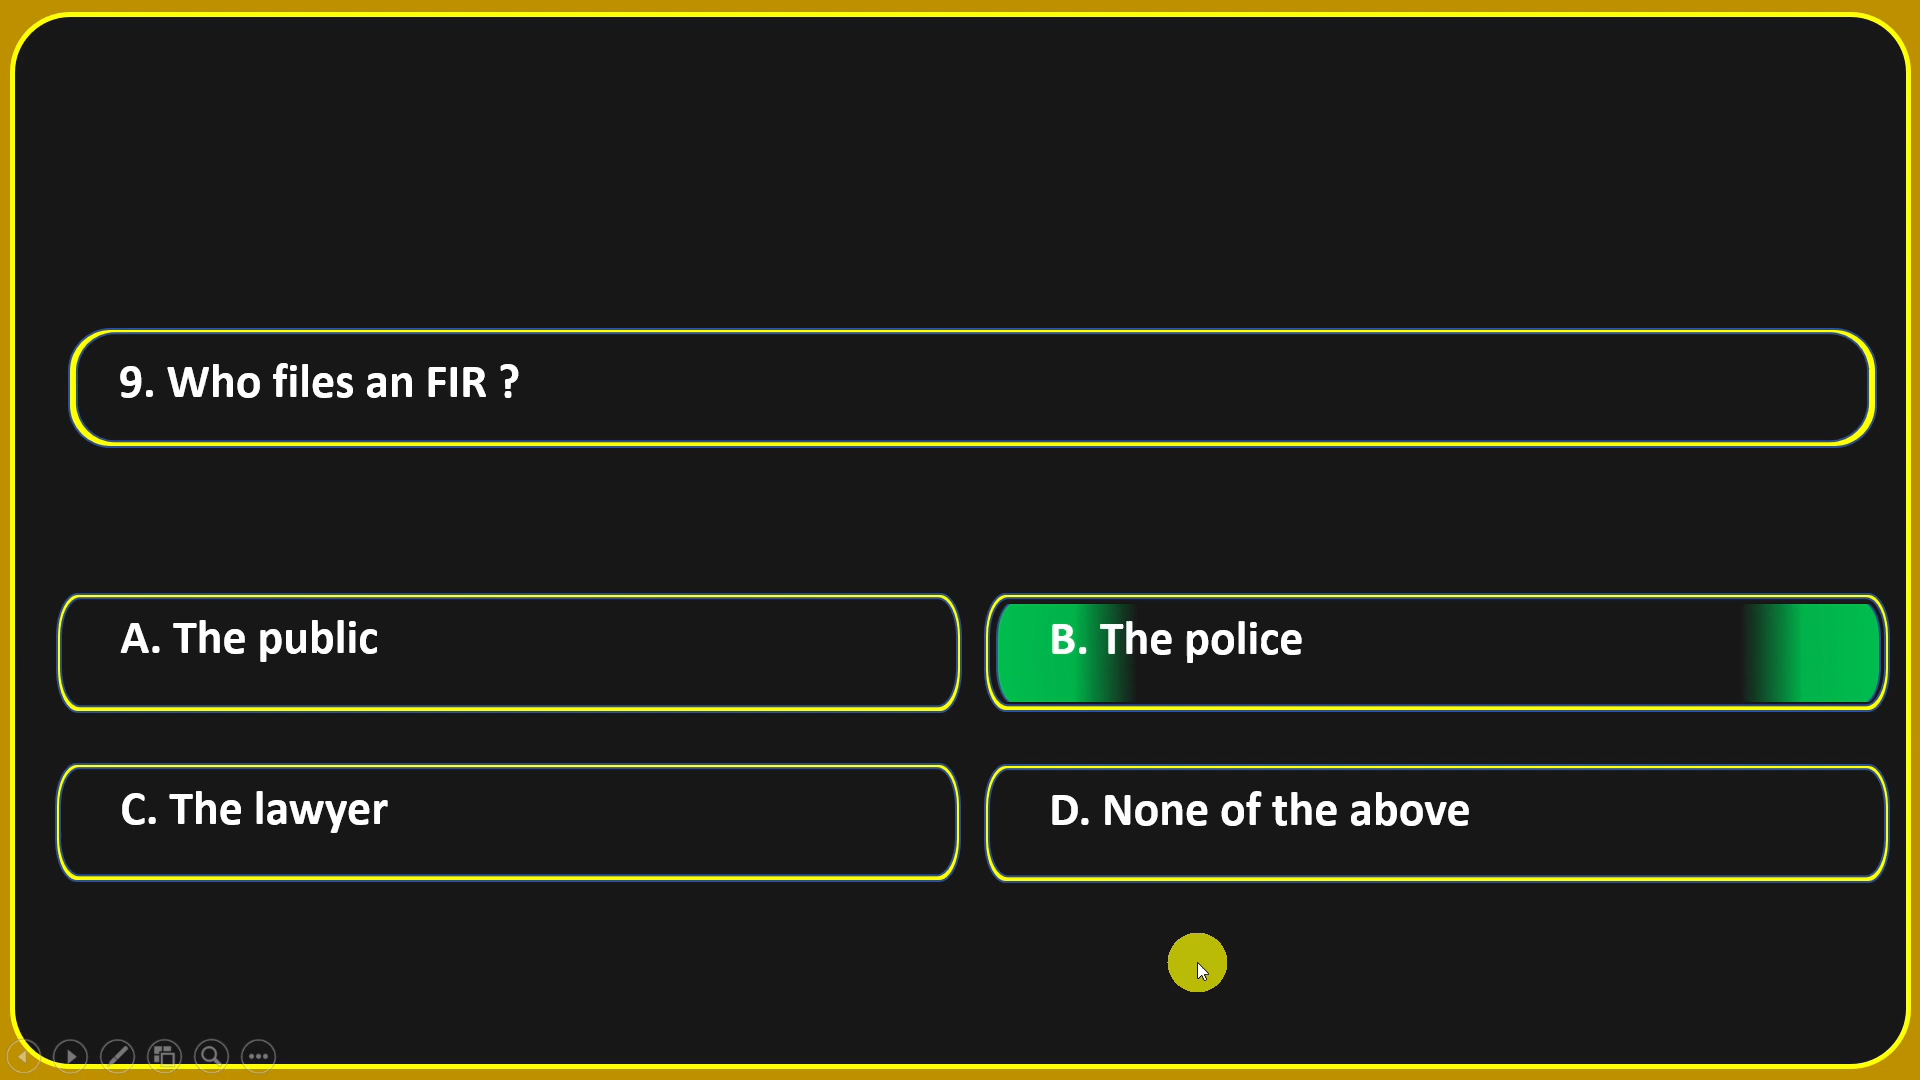 9. Who files an FIR ?
A. The public
B. The police
C. The lawyer
D. None of the above